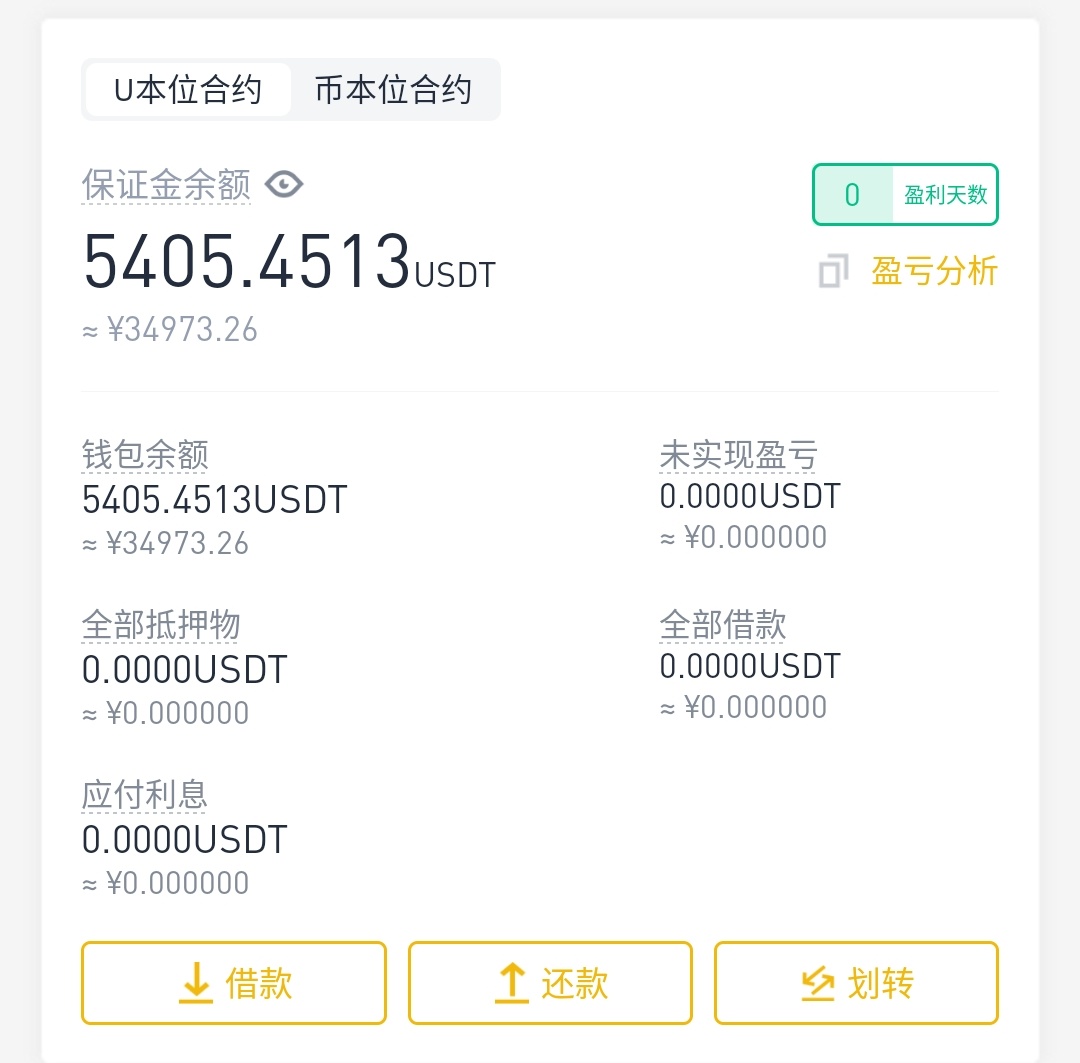 U本位合约 币本位合约
保证金余额
0 盈利天数
5405.4513USDT
盈亏分析
≈ ¥34973.26
钱包余额 未实现盈亏
5405.4513USDT 0.0000USDT
≈ ¥34973.26 ≈ ¥0.000000
全部抵押物 全部借款
0.0000USDT 0.0000USDT
≈ ¥0.000000 ≈ ¥0.000000
应付利息
0.0000USDT
≈ ¥0.000000
借款 还款 划转